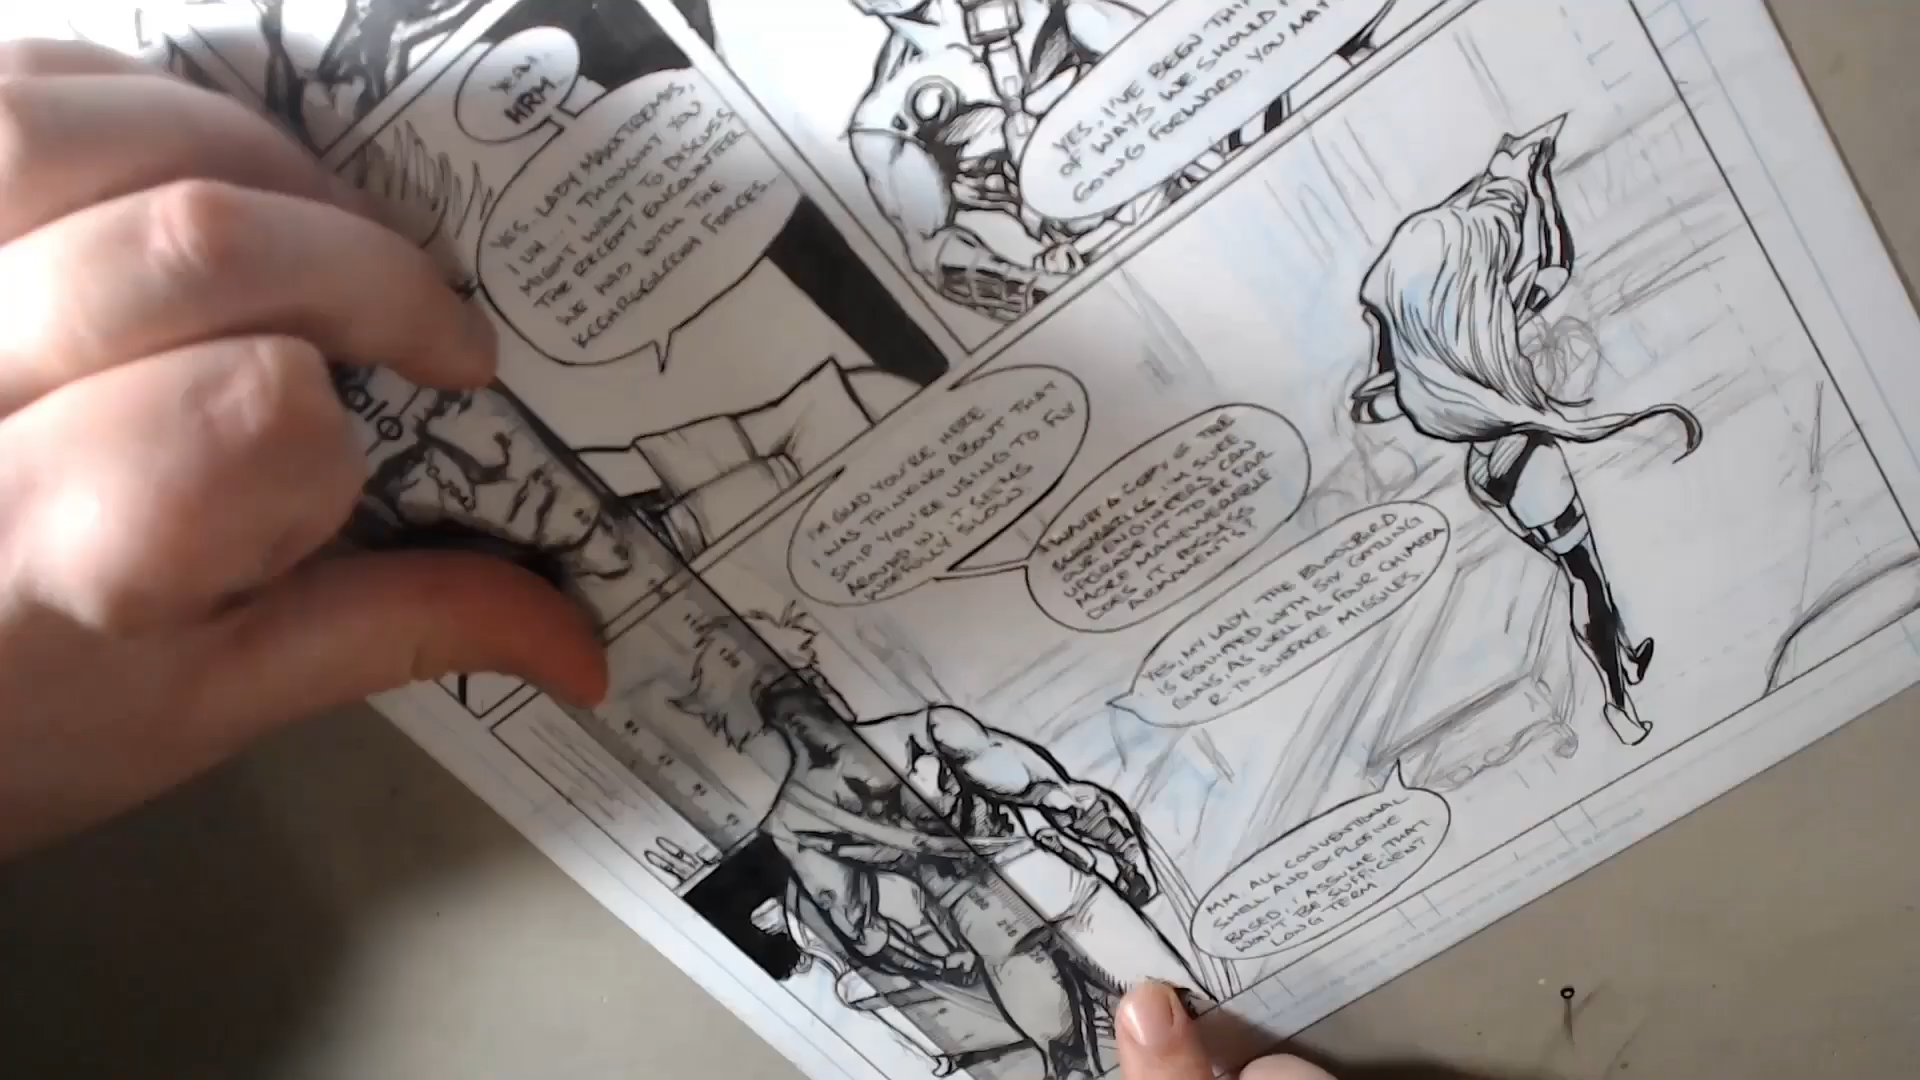 YEAH.
HRM
YES. LADY
I UH... I THOUGHT YOU
MIGHT WANT TO DISCUSS
THE RECENT ENCOUNTER
WE HAD WITH THE
FORCES..
YES, I'VE BEEN
OF WAYS WE SHOULD
GOING FORWARD. YOU MAY
I'M GLAD YOU'RE HERE.
I WAS THINKING ABOUT THAT
SHIP YOU'RE USING TO FLY
AROUND IN. IT SEEMS
WOEFULLY SLOW.
I WANT A COPY OF THE
SCHEMATICS. I'M SURE
OUR ENGINEERS CAN
UPGRADE IT TO BE FAR
MORE MANEUVERABLE.
DOES IT POSSESS
ARMAMENTS?
YES, MY LADY. THE BLOODBIRD
IS EQUIPPED WITH SIX GATLING
GUNS, AS WELL AS FOUR CHIMERA
R-TO-SURFACE MISSILES.
MM. ALL CONVENTIONAL
SHELL AND EXPLOSIVE
BASED, I ASSUME. THAT
WON'T BE SUFFICIENT
LONG TERM